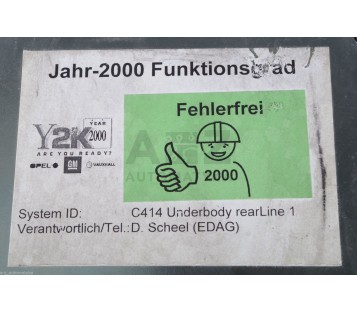 Jahr-2000 Funktionsgrad
Fehlerfrei
Y2K YEAR 2000
ARE YOU READY?
OPEL GM VAUXHALL
2000
System ID: C414 Underbody rearLine 1
Verantwortlich/Tel.:D. Scheel (EDAG)